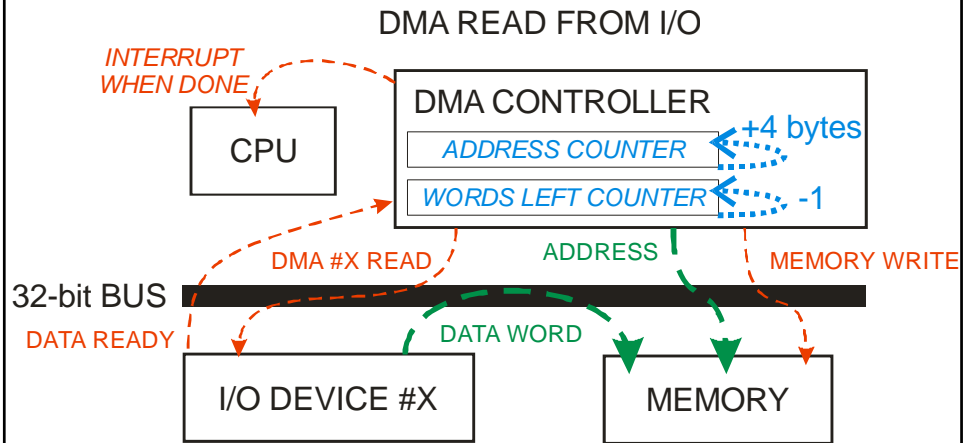 DMA READ FROM I/O
INTERRUPT
WHEN DONE
DMA CONTROLLER
+4 bytes
CPU
ADDRESS COUNTER
WORDS LEFT COUNTER
-1
DMA #X READ
ADDRESS
MEMORY WRITE
32-bit BUS
DATA READY
DATA WORD
I/O DEVICE #X
MEMORY